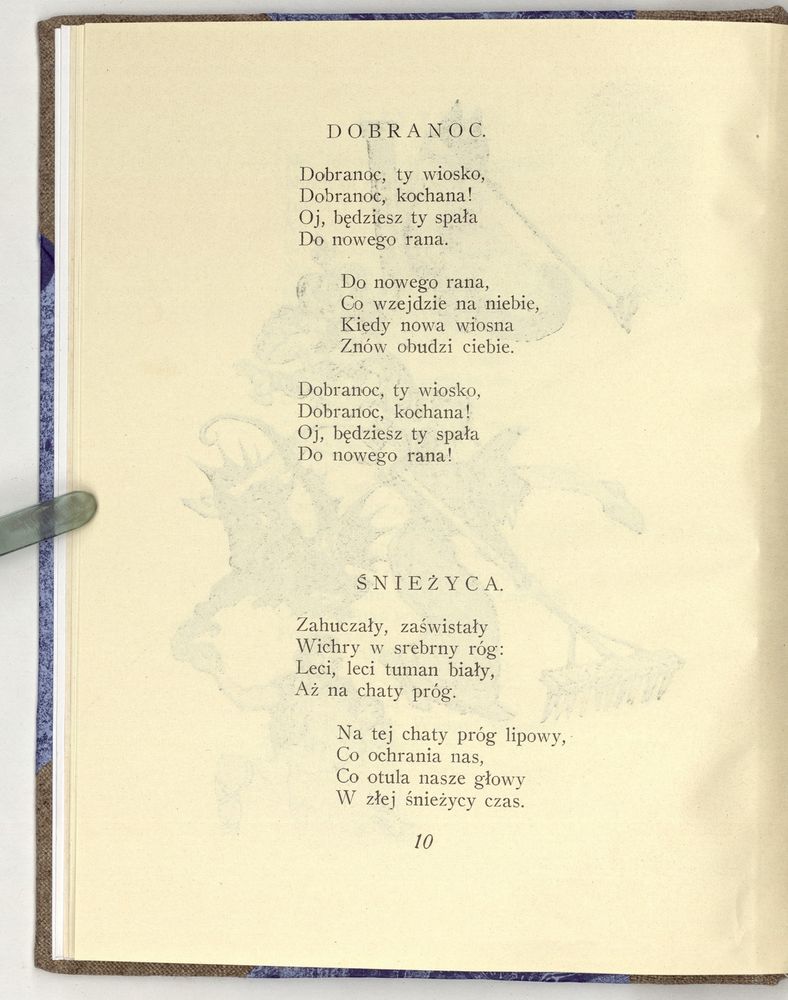 DOBRANOC.
Dobranoc, ty wiosko,
Dobranoc, kochana!
Oj, będziesz ty spała
Do nowego rana.
Do nowego rana,
Co wzejdzie na niebie,
Kiedy nowa wiosna
Znów obudzi ciebie.
Dobranoc, ty wiosko,
Dobranoc, kochana!
Oj, będziesz ty spała
Do nowego rana!
ŚNIEŻYCA.
Zahuczały, zaświstały
Wichry w srebrny róg:
Leci, leci tuman biały,
Aż na chaty próg.
Na tej chaty próg lipowy,
Co ochrania nas,
Co otula nasze głowy
W złej śnieżycy czas.
10